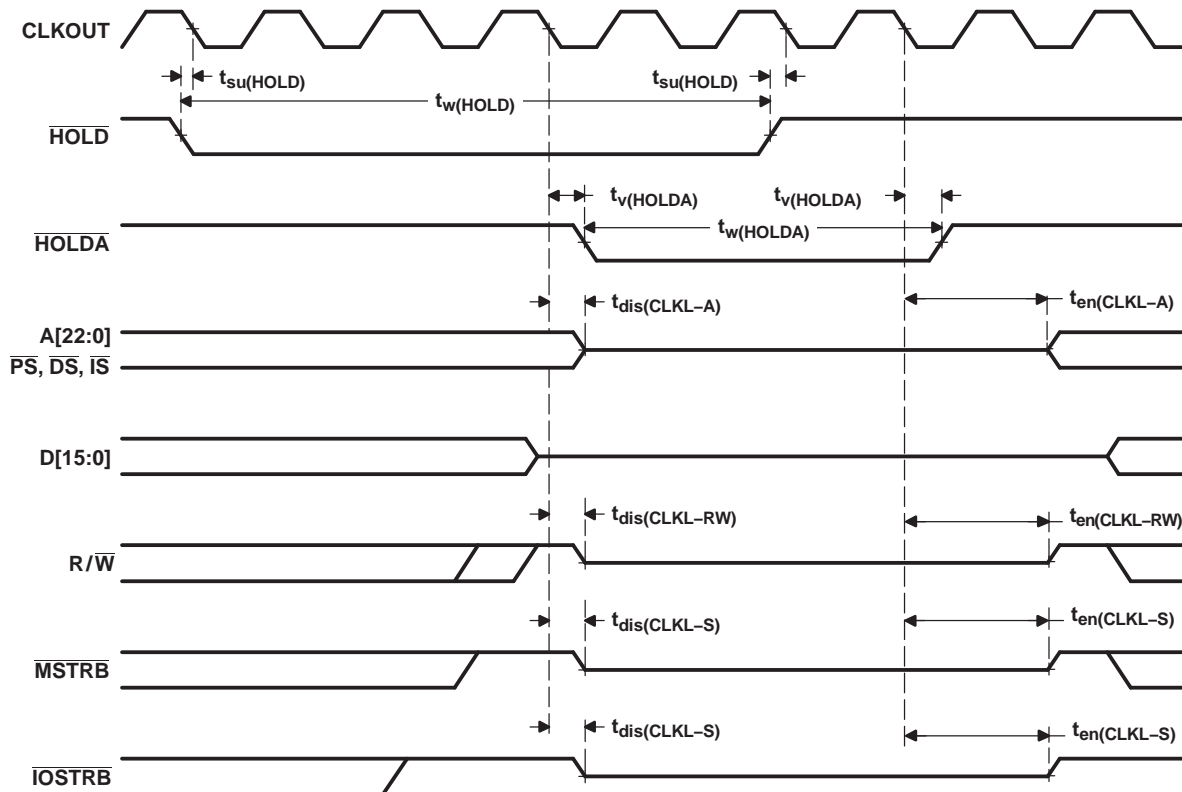 CLKOUT
tsu(HOLD)
tsu(HOLD)
tw(HOLD)
HOLD
tv(HOLDA)
tv(HOLDA)
tw(HOLDA)
HOLDA
tdis(CLKL–A)
ten(CLKL–A)
A[22:0]
PS, DS, IS
D[15:0]
tdis(CLKL–RW)
ten(CLKL–RW)
R/W
tdis(CLKL–S)
ten(CLKL–S)
MSTRB
tdis(CLKL–S)
ten(CLKL–S)
IOSTRB